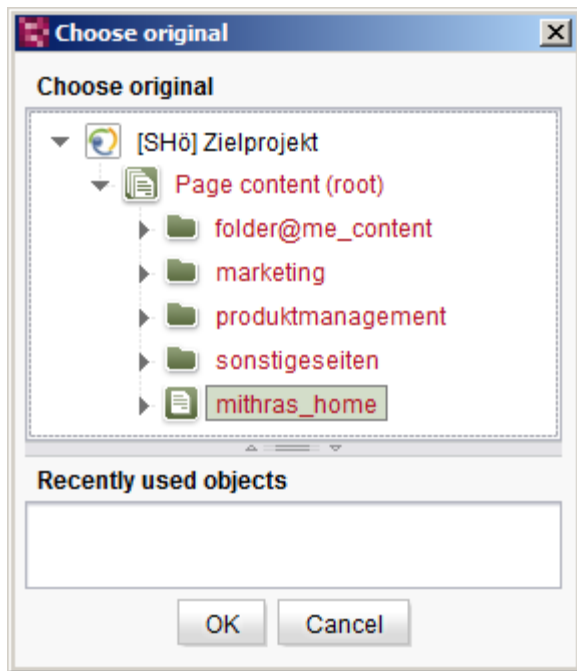 Choose original
Choose original
[SHö] Zielprojekt
Page content (root)
folder@me_content
marketing
produktmanagement
sonstigeseiten
mithras_home
Recently used objects
OK Cancel